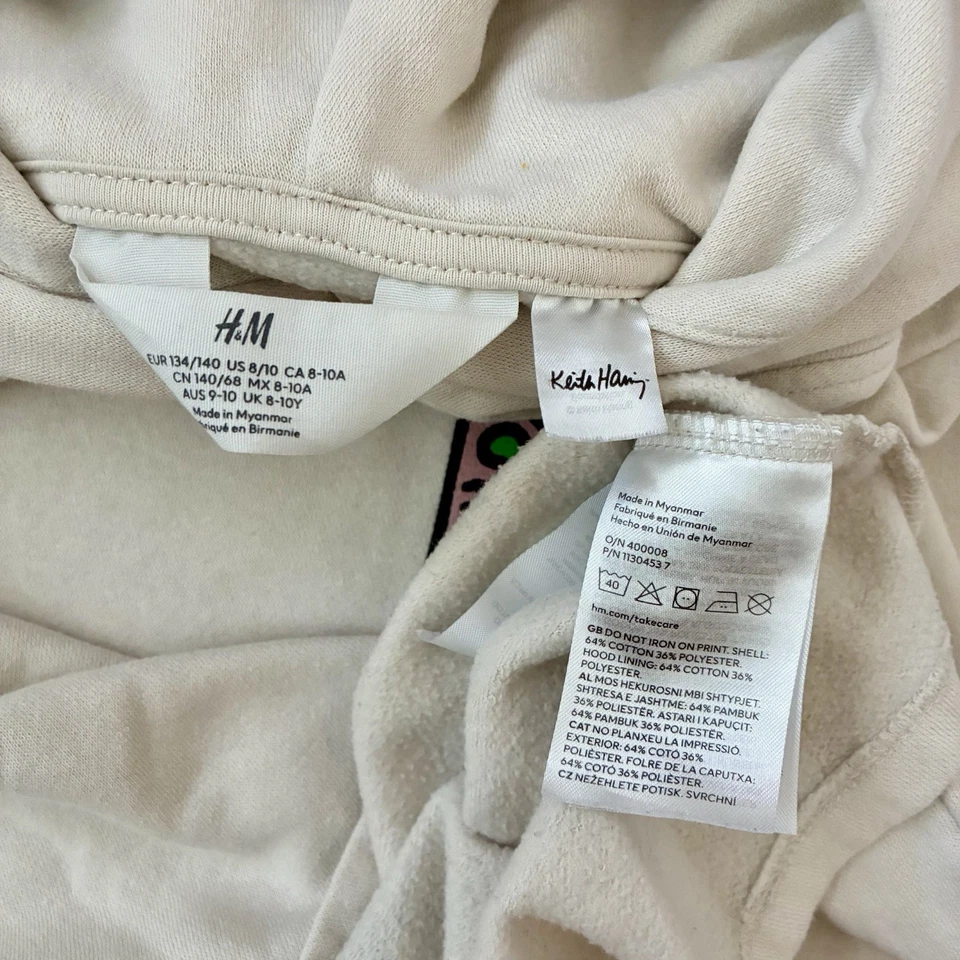 H&M
EUR 134/140 US 8/10 CA 8-10A
CN 140/68 MX 8-10A
AUS 9-10 UK 8-10Y
Made in Myanmar
briqué en Birmanie
Keith Haring
Made in Myanmar
Fabriqué en Birmanie
Hecho en Unión de Myanmar
O/N 400008
P/N 1130453 7
40
hm.com/takecare
GB DO NOT IRON ON PRINT. SHELL:
64% COTTON 36% POLYESTER.
HOOD LINING: 64% COTTON 36%
POLYESTER.
AL MOS HEKUROSNI MBI SHTYPJET.
SHTRESA E JASHTME: 64% PAMBUK
36% POLIESTËR. ASTARI I KAPUÇIT:
64% PAMBUK 36% POLIESTËR.
CAT NO PLANXEU LA IMPRESSIÓ.
EXTERIOR: 64% COTÓ 36%
POLIÈSTER. FOLRE DE LA CAPUTXA:
64% COTÓ 36% POLIÈSTER.
CZ NEŽEHLETE POTISK. SVRCHNÍ